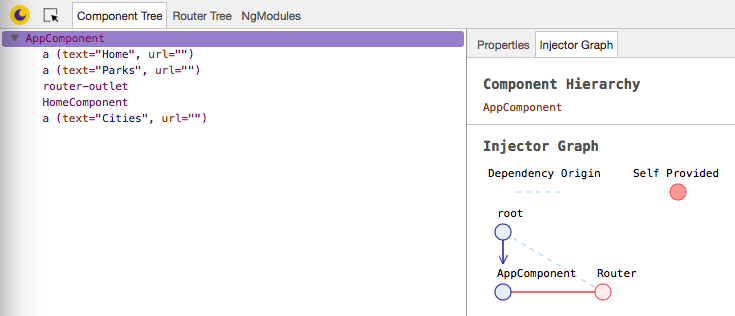 Component Tree Router Tree NgModules
AppComponent
a (text="Home", url="")
a (text="Parks", url="")
router-outlet
HomeComponent
a (text="Cities", url="")
Properties Injector Graph
Component Hierarchy
AppComponent
Injector Graph
Dependency Origin Self Provided
root
AppComponent Router